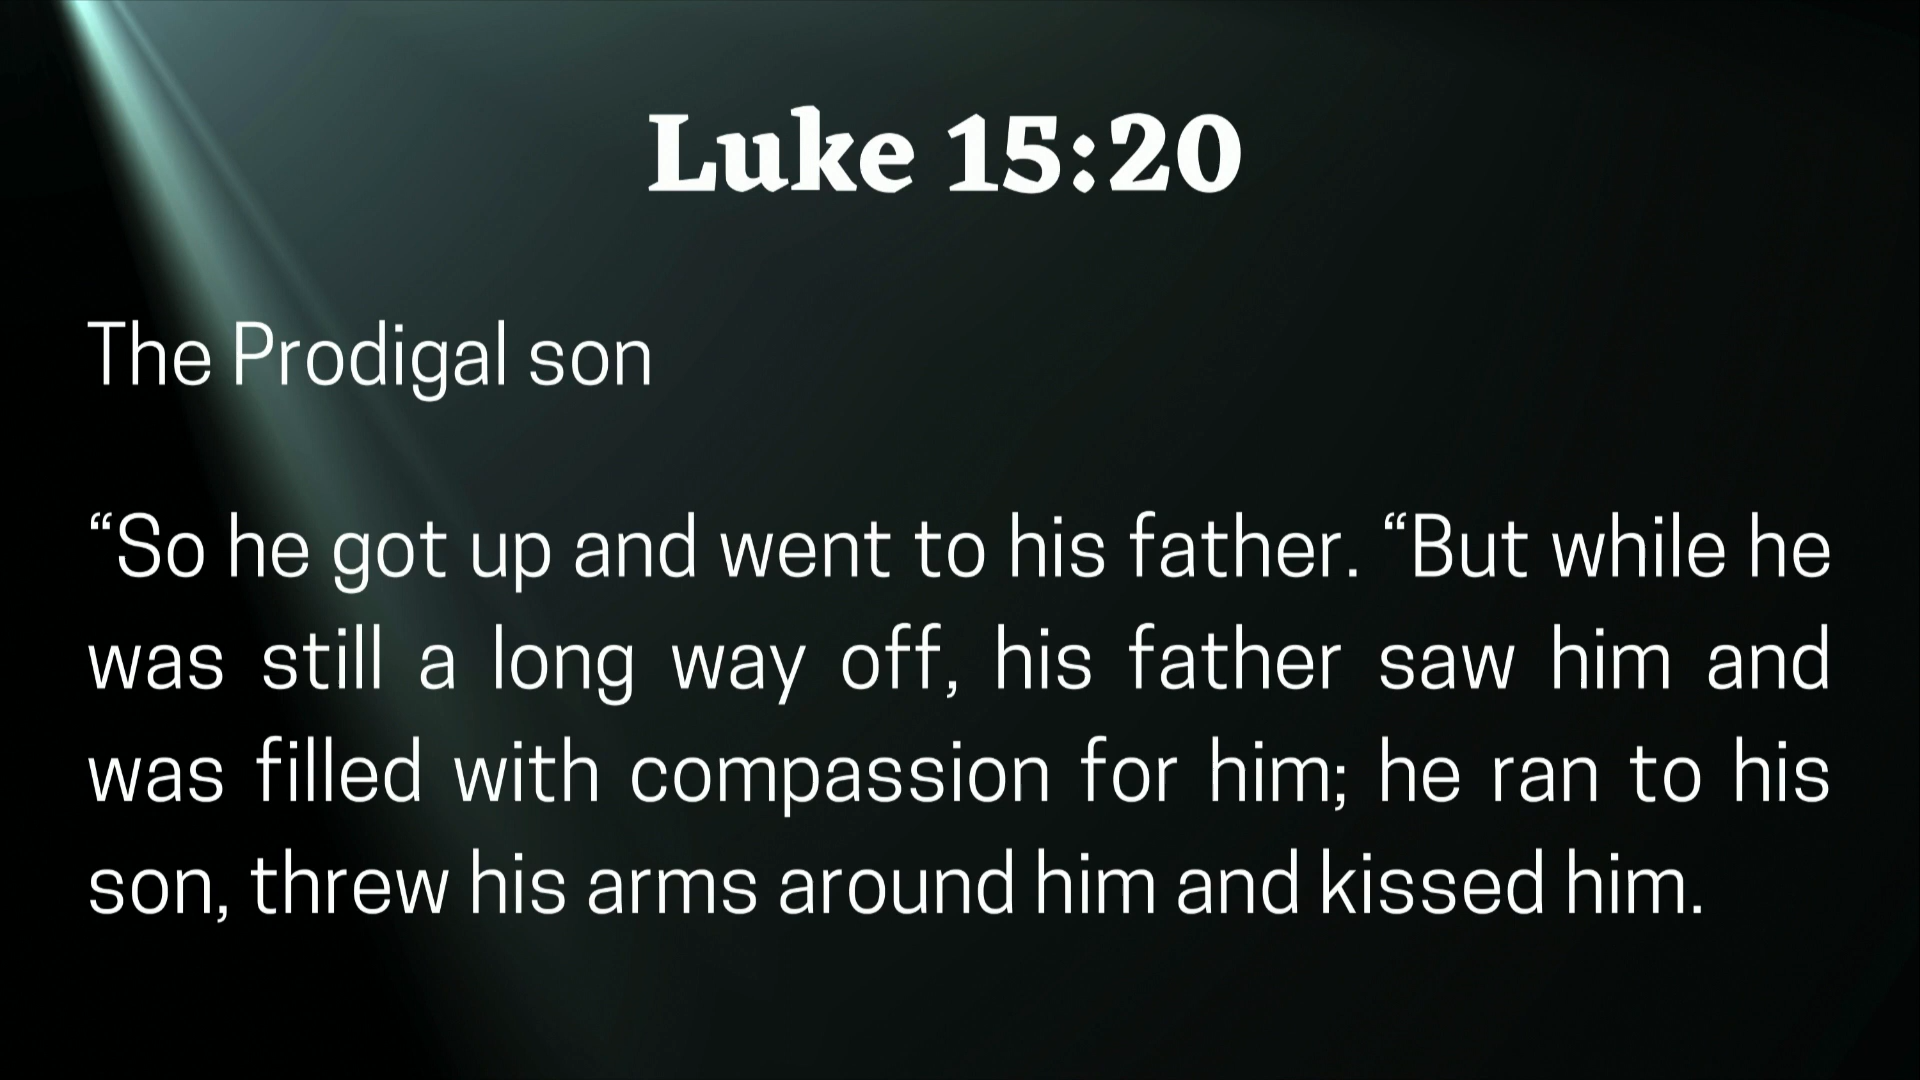 Luke 15:20
The Prodigal son
“So he got up and went to his father. “But while he
was still a long way off, his father saw him and
was filled with compassion for him; he ran to his
son, threw his arms around him and kissed him.